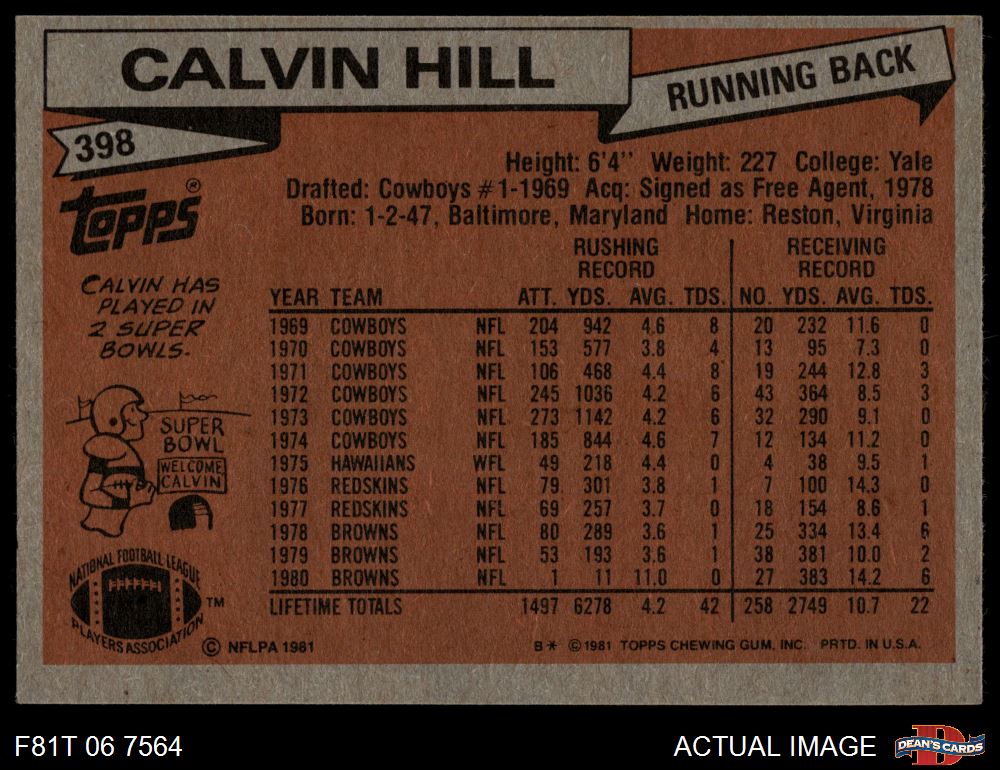 CALVIN HILL
RUNNING BACK
398
Topps®
Height: 6'4" Weight: 227 College: Yale
Drafted: Cowboys #1-1969 Acq: Signed as Free Agent, 1978
Born: 1-2-47, Baltimore, Maryland Home: Reston, Virginia
CALVIN HAS
PLAYED IN
2 SUPER
BOWLS.
SUPER
BOWL
WELCOME
CALVIN
RUSHING RECEIVING
RECORD RECORD
YEAR TEAM ATT. YDS. AVG. TDS. NO. YDS. AVG. TDS.
1969 COWBOYS NFL 204 942 4.6 8 20 232 11.6 0
1970 COWBOYS NFL 153 577 3.8 4 13 95 7.3 0
1971 COWBOYS NFL 106 468 4.4 8 19 244 12.8 3
1972 COWBOYS NFL 245 1036 4.2 6 43 364 8.5 3
1973 COWBOYS NFL 273 1142 4.2 6 32 290 9.1 0
1974 COWBOYS NFL 185 844 4.6 7 12 134 11.2 0
1975 HAWAIIANS WFL 49 218 4.4 0 4 38 9.5 1
1976 REDSKINS NFL 79 301 3.8 1 7 100 14.3 0
1977 REDSKINS NFL 69 257 3.7 0 18 154 8.6 1
1978 BROWNS NFL 80 289 3.6 1 25 334 13.4 6
1979 BROWNS NFL 53 193 3.6 1 38 381 10.0 2
1980 BROWNS NFL 1 11 11.0 0 27 383 14.2 6
LIFETIME TOTALS 1497 6278 4.2 42 258 2749 10.7 22
NATIONAL FOOTBALL LEAGUE
PLAYERS ASSOCIATION
TM
© NFLPA 1981
B* ©1981 TOPPS CHEWING GUM, INC. PRTD. IN U.S.A.
F81T 06 7564
ACTUAL IMAGE
D
DEAN'S CARDS